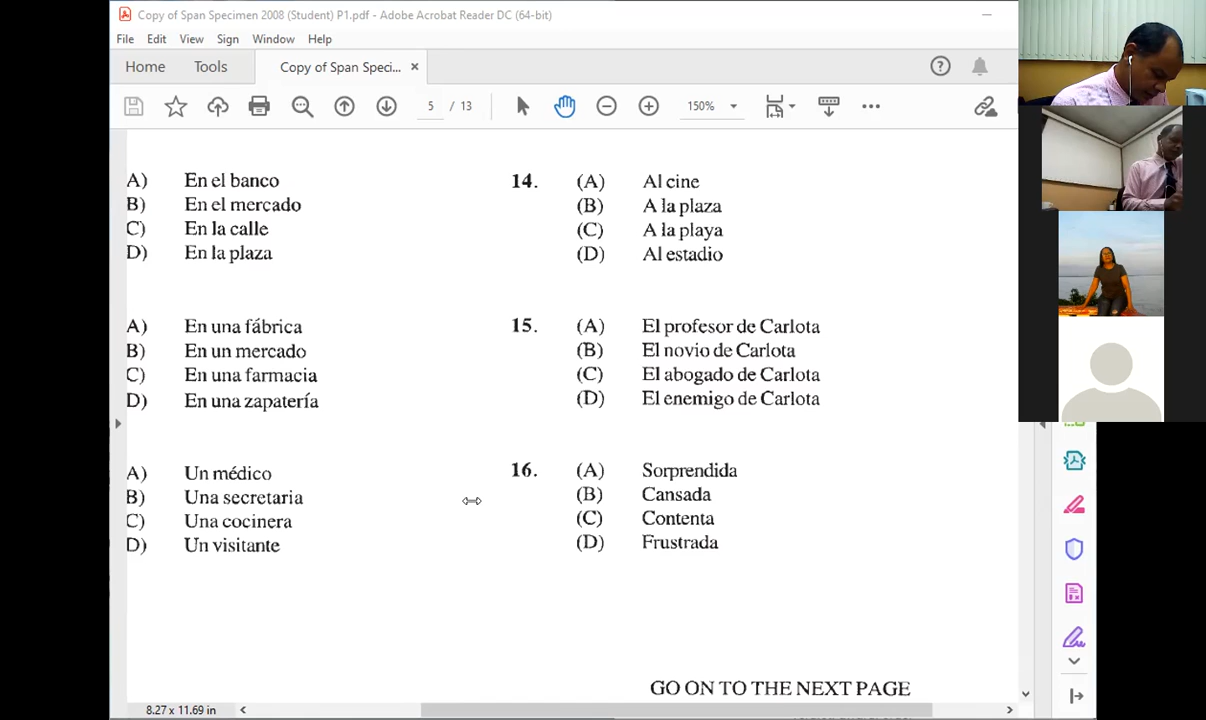 Copy of Span Specimen 2008 (Student) P1.pdf - Adobe Acrobat Reader DC (64-bit)
File Edit View Sign Window Help
Home Tools Copy of Span Speci... ×
5 / 13 150%
A) En el banco
B) En el mercado
C) En la calle
D) En la plaza
A) En una fábrica
B) En un mercado
C) En una farmacia
D) En una zapatería
A) Un médico
B) Una secretaria
C) Una cocinera
D) Un visitante
14. (A) Al cine
(B) A la plaza
(C) A la playa
(D) Al estadio
15. (A) El profesor de Carlota
(B) El novio de Carlota
(C) El abogado de Carlota
(D) El enemigo de Carlota
16. (A) Sorprendida
(B) Cansada
(C) Contenta
(D) Frustrada
GO ON TO THE NEXT PAGE
8.27 x 11.69 in